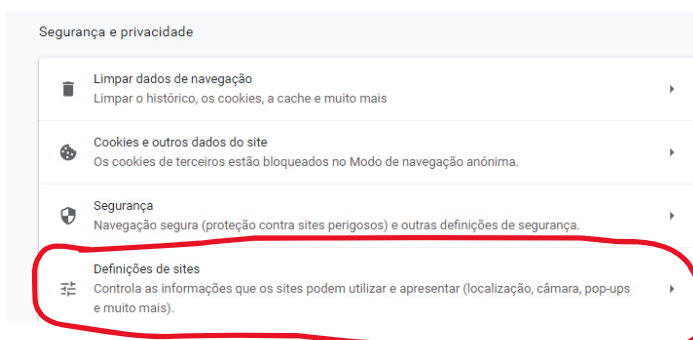 Segurança e privacidade
Limpar dados de navegação
Limpar o histórico, os cookies, a cache e muito mais
Cookies e outros dados do site
Os cookies de terceiros estão bloqueados no Modo de navegação anónima.
Segurança
Navegação segura (proteção contra sites perigosos) e outras definições de segurança.
Definições de sites
Controla as informações que os sites podem utilizar e apresentar (localização, câmara, pop-ups
e muito mais).